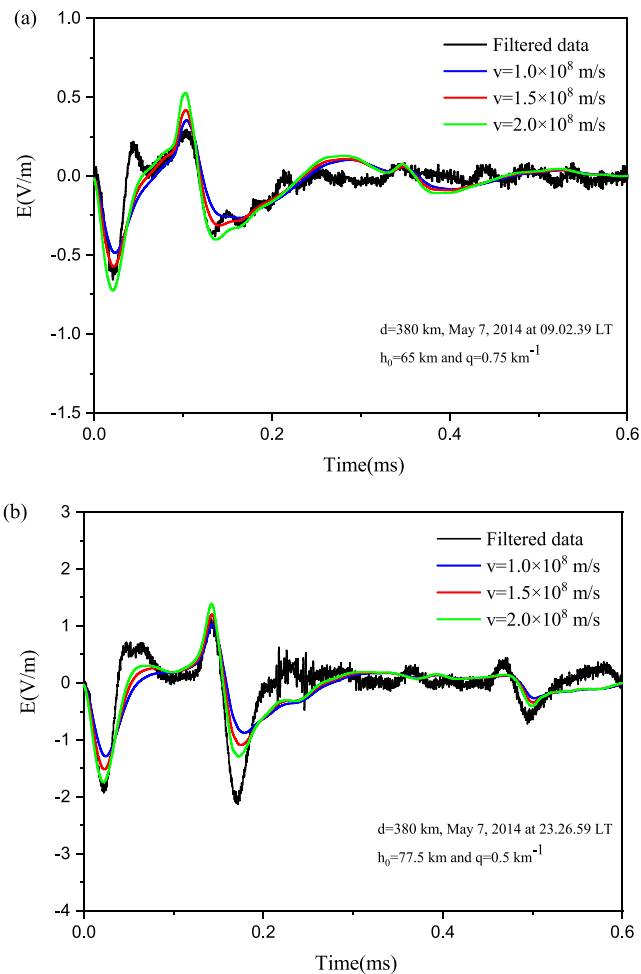 (a)
1.0
0.5
0.0
-0.5
-1.0
-1.5
E(V/m)
Filtered data
v=1.0×10⁸ m/s
v=1.5×10⁸ m/s
v=2.0×10⁸ m/s
d=380 km, May 7, 2014 at 09.02.39 LT
h₀=65 km and q=0.75 km⁻¹
0.0 0.2 0.4 0.6
Time(ms)
(b)
3
2
1
0
-1
-2
-3
-4
E(V/m)
Filtered data
v=1.0×10⁸ m/s
v=1.5×10⁸ m/s
v=2.0×10⁸ m/s
d=380 km, May 7, 2014 at 23.26.59 LT
h₀=77.5 km and q=0.5 km⁻¹
0.0 0.2 0.4 0.6
Time(ms)